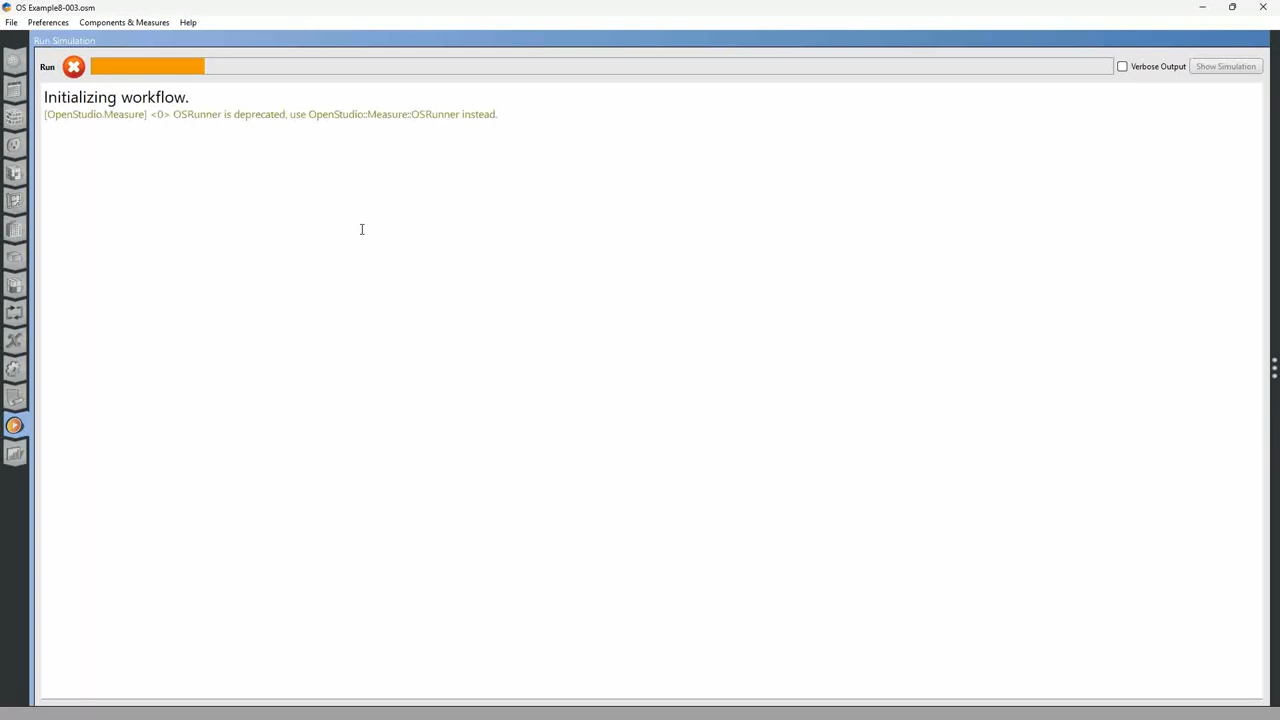 OS Example8-003.osm
File Preferences Components & Measures Help
Run Simulation
Run Verbose Output Show Simulation
Initializing workflow.
[OpenStudio.Measure] <0> OSRunner is deprecated, use OpenStudio::Measure::OSRunner instead.